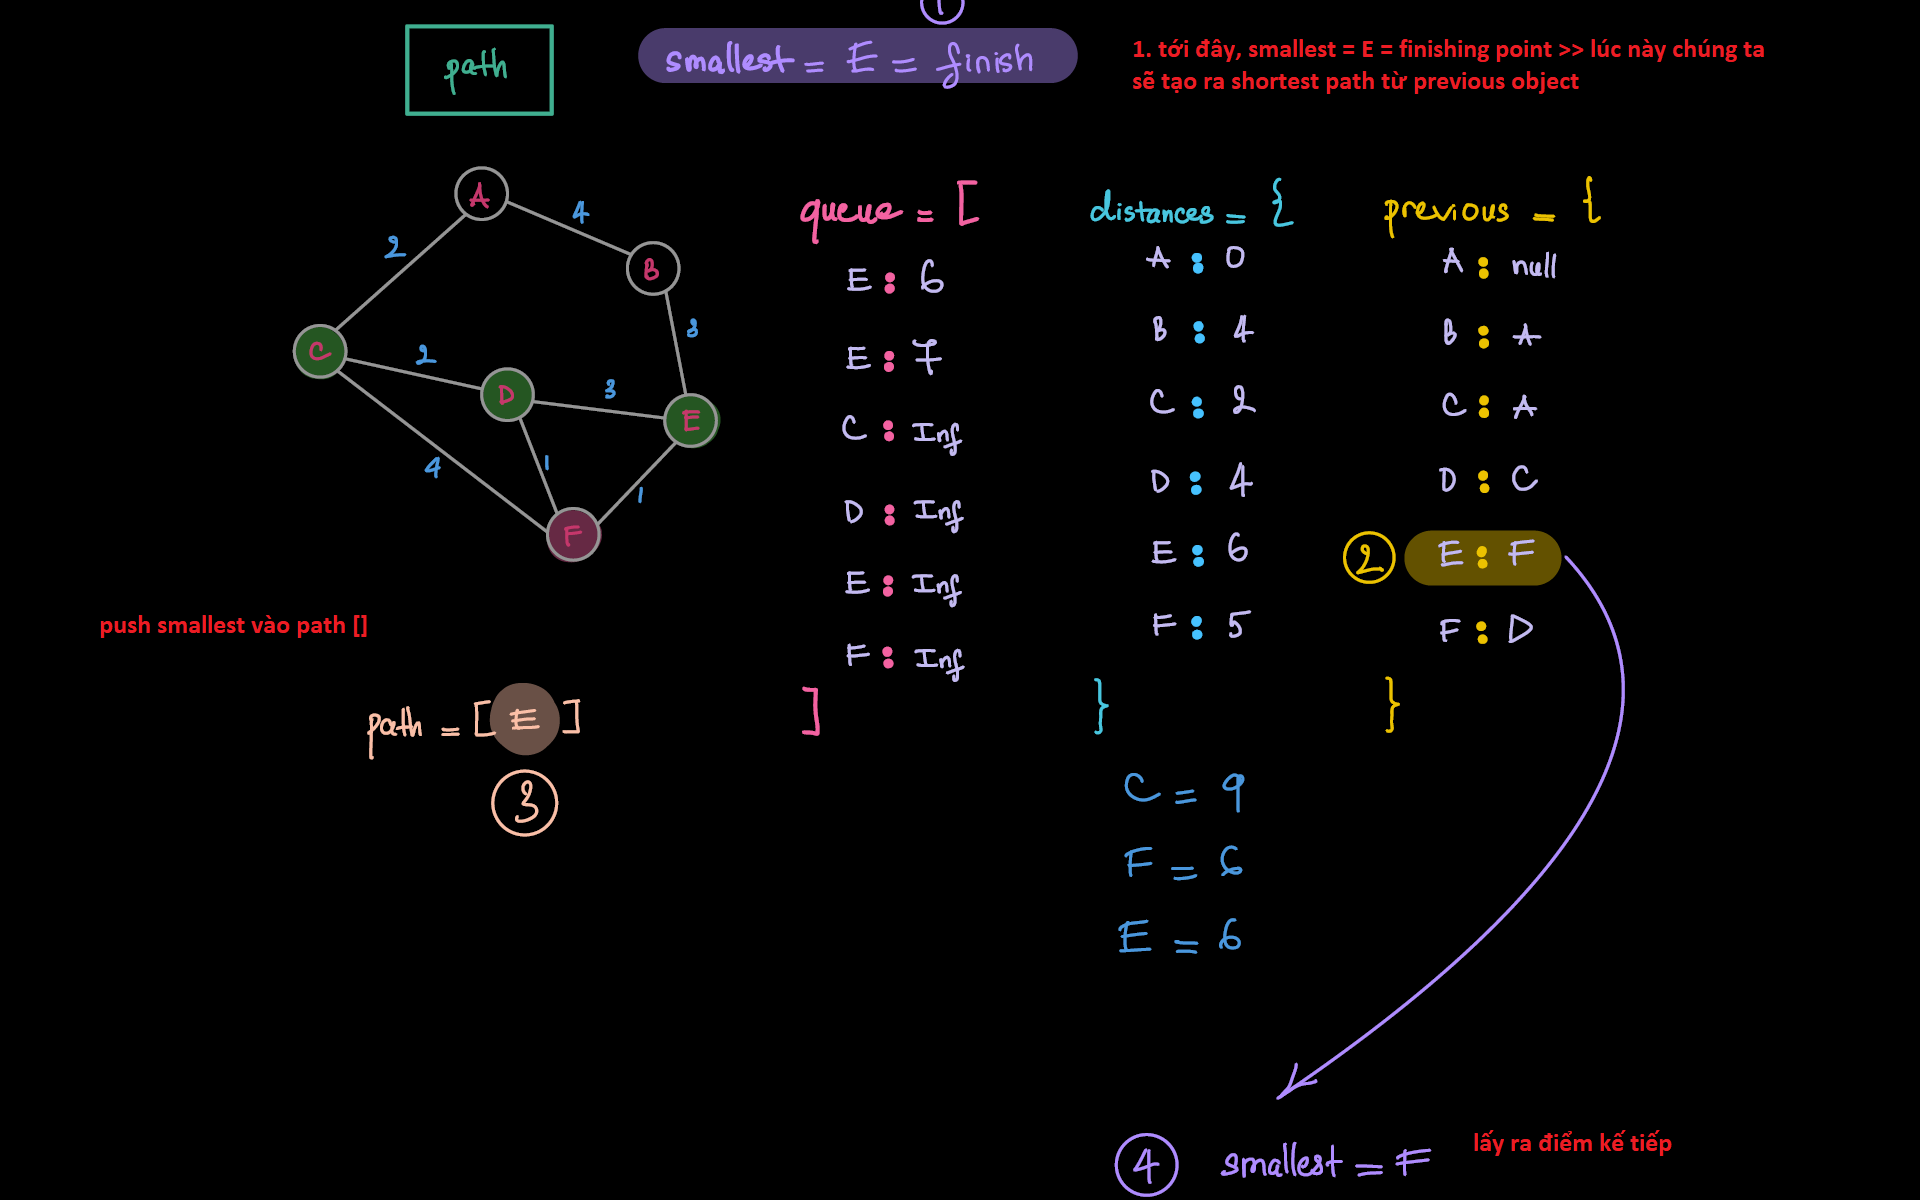 1
path
smallest = E = finish
1. tới đây, smallest = E = finishing point >> lúc này chúng ta
sẽ tạo ra shortest path từ previous object
A
4
2
B
3
C
2
D
3
E
4
1
1
F
queue = [
E : 6
E : 7
C : Inf
D : Inf
E : Inf
F : Inf
]
distances = {
A : 0
B : 4
C : 2
D : 4
E : 6
F : 5
}
previous = {
A : null
B : A
C : A
D : C
2
E : F
F : D
}
push smallest vào path []
path = [ E ]
3
C = 9
F = 6
E = 6
4 smallest = F
lấy ra điểm kế tiếp